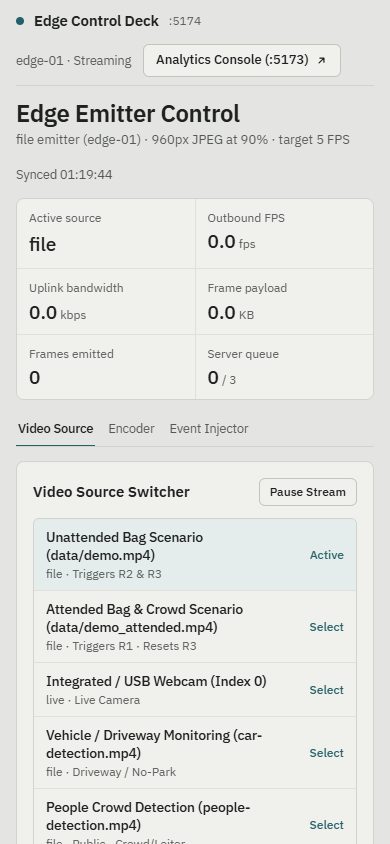 Edge Control Deck :5174
edge-01 · Streaming
Analytics Console (:5173) ↗
Edge Emitter Control
file emitter (edge-01) · 960px JPEG at 90% · target 5 FPS
Synced 01:19:44
Active source
file
Outbound FPS
0.0 fps
Uplink bandwidth
0.0 kbps
Frame payload
0.0 KB
Frames emitted
0
Server queue
0 / 3
Video Source
Encoder
Event Injector
Video Source Switcher
Pause Stream
Unattended Bag Scenario
(data/demo.mp4)
file · Triggers R2 & R3
Active
Attended Bag & Crowd Scenario
(data/demo_attended.mp4)
file · Triggers R1 · Resets R3
Select
Integrated / USB Webcam (Index 0)
live · Live Camera
Select
Vehicle / Driveway Monitoring (car-
detection.mp4)
file · Driveway / No-Park
Select
People Crowd Detection (people-
detection.mp4)
file · Public · Crowd/Loiter
Select